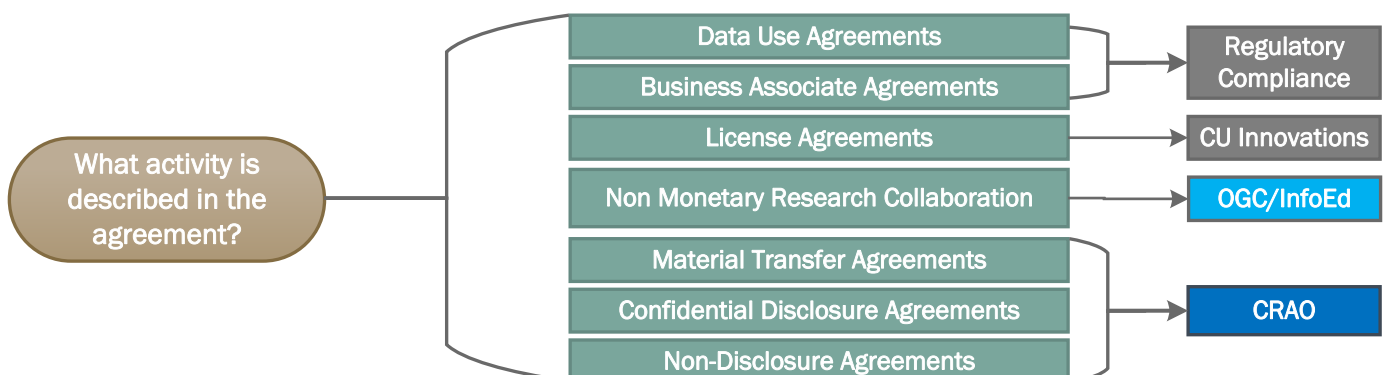 What activity is
described in the
agreement?
Data Use Agreements
Business Associate Agreements
License Agreements
Non Monetary Research Collaboration
Material Transfer Agreements
Confidential Disclosure Agreements
Non-Disclosure Agreements
Regulatory
Compliance
CU Innovations
OGC/InfoEd
CRAO